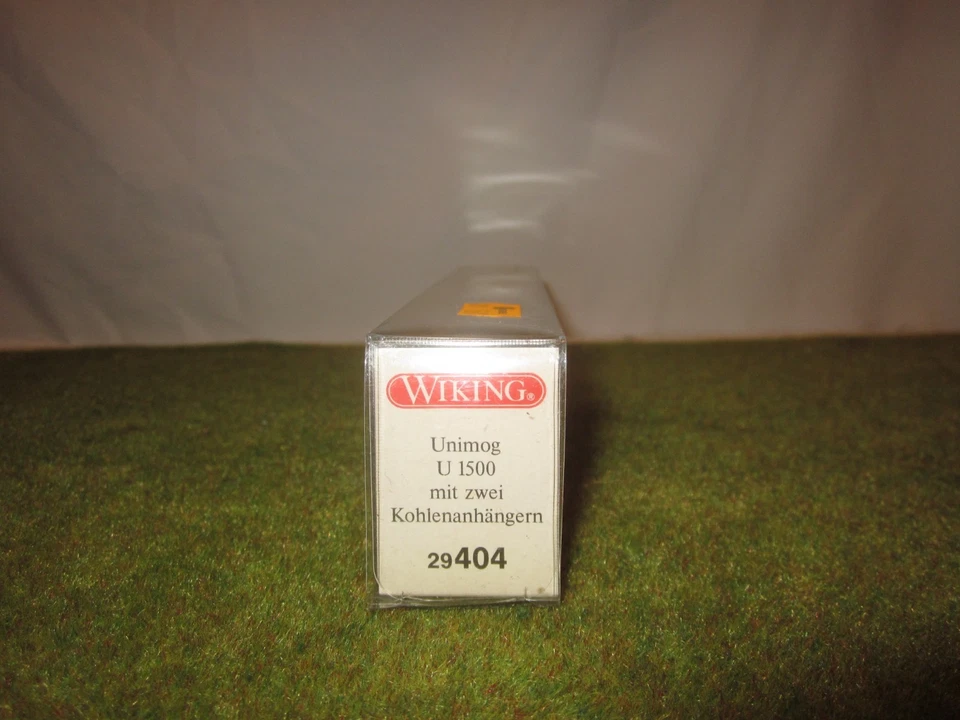 WIKING®
Unimog
U 1500
mit zwei
Kohlenanhängern
29404